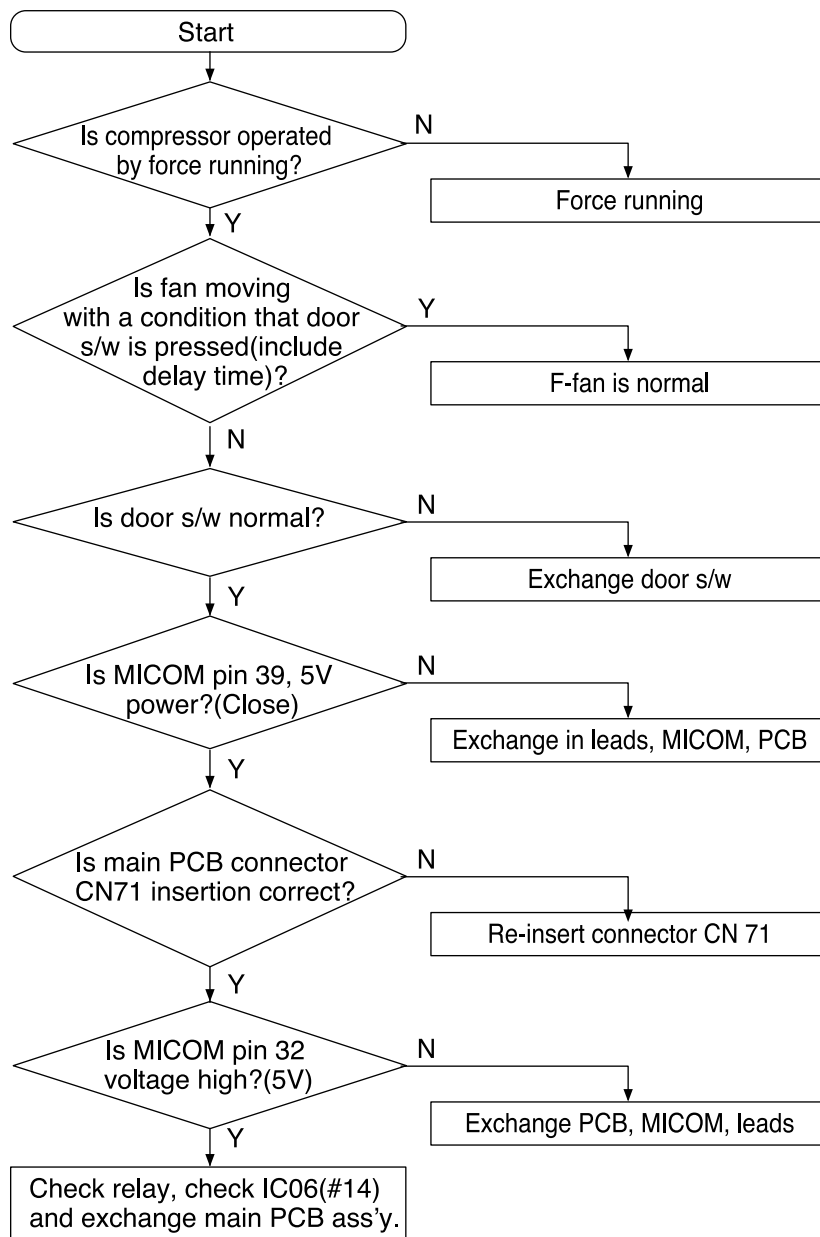 Start
Is compressor operated
by force running?
N
Force running
Y
Is fan moving
with a condition that door
s/w is pressed(include
delay time)?
Y
F-fan is normal
N
Is door s/w normal?
N
Exchange door s/w
Y
Is MICOM pin 39, 5V
power?(Close)
N
Exchange in leads, MICOM, PCB
Y
Is main PCB connector
CN71 insertion correct?
N
Re-insert connector CN 71
Y
Is MICOM pin 32
voltage high?(5V)
N
Exchange PCB, MICOM, leads
Y
Check relay, check IC06(#14)
and exchange main PCB ass'y.